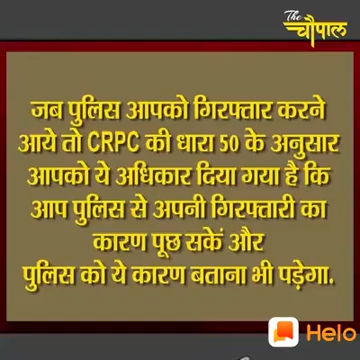 The
चौपाल
जब पुलिस आपको गिरफ्तार करने
आये तो CRPC की धारा 50 के अनुसार
आपको ये अधिकार दिया गया है कि
आप पुलिस से अपनी गिरफ्तारी का
कारण पूछ सकें और
पुलिस को ये कारण बताना भी पड़ेगा.
Helo